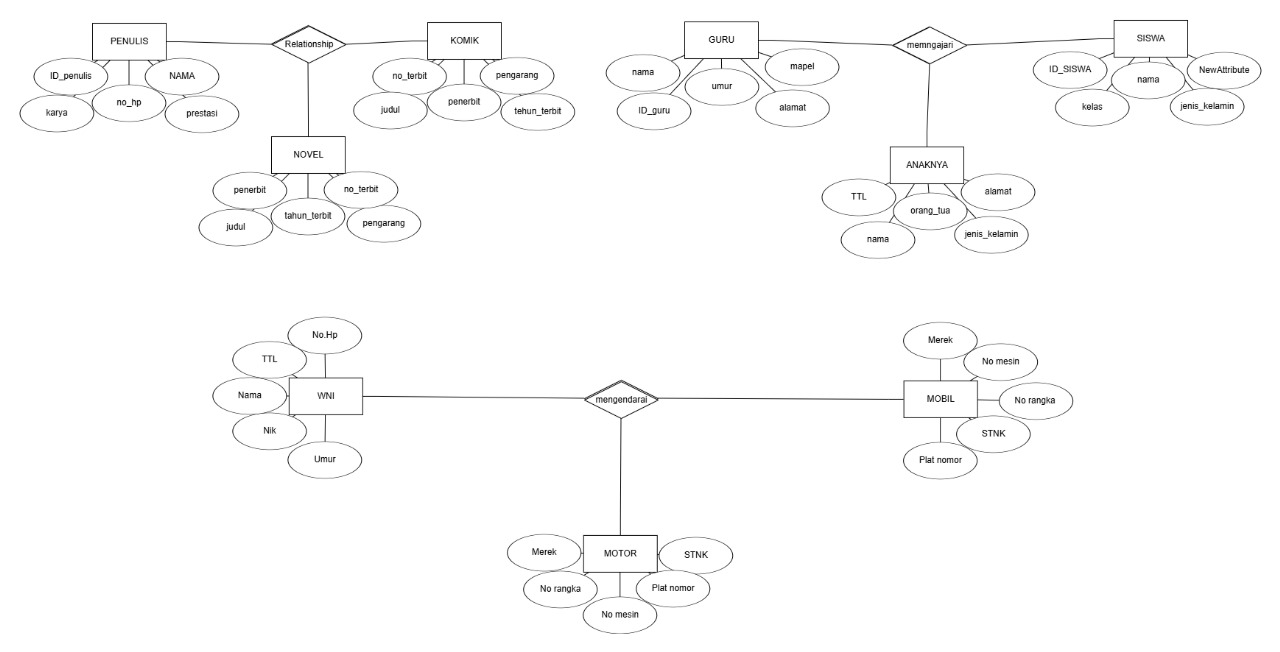 PENULIS
Relationship
KOMIK
ID_penulis
NAMA
karya
no_hp
prestasi
no_terbit
pengarang
judul
penerbit
tehun_terbit
NOVEL
penerbit
no_terbit
judul
tahun_terbit
pengarang
GURU
memngajari
SISWA
nama
mapel
umur
ID_guru
alamat
ID_SISWA
NewAttribute
nama
kelas
jenis_kelamin
ANAKNYA
TTL
alamat
orang_tua
nama
jenis_kelamin
No.Hp
TTL
Nama
WNI
Nik
Umur
mengendarai
Merek
No mesin
MOBIL
No rangka
STNK
Plat nomor
Merek
MOTOR
STNK
No rangka
Plat nomor
No mesin